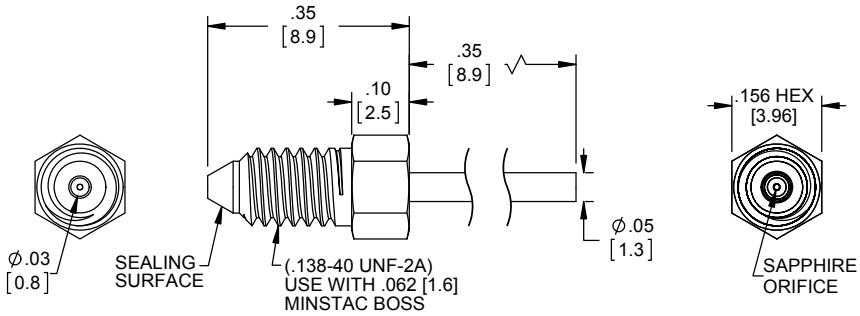 .35
[8.9]
.35
[8.9]
.10
[2.5]
.156 HEX
[3.96]
⌀.03
[0.8]
SEALING
SURFACE
(.138-40 UNF-2A)
USE WITH .062 [1.6]
MINSTAC BOSS
⌀.05
[1.3]
SAPPHIRE
ORIFICE